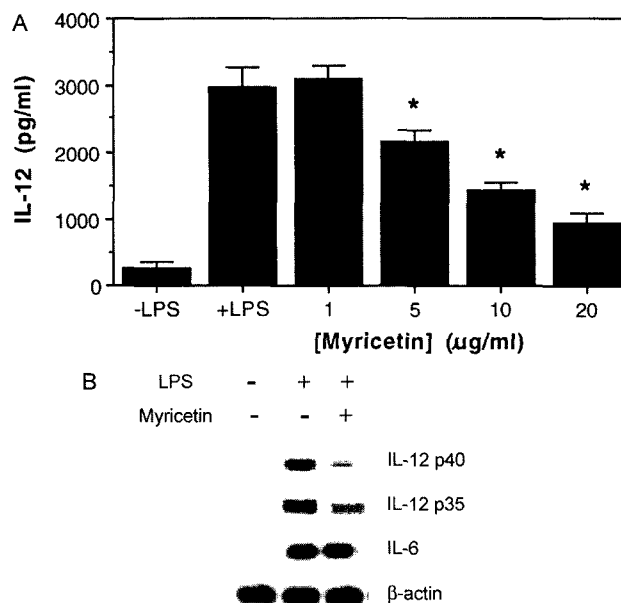 A
4000
3000
2000
1000
0
IL-12 (pg/ml)
*
*
*
-LPS +LPS 1 5 10 20
[Myricetin] (µg/ml)
B
LPS - + +
Myricetin - - +
IL-12 p40
IL-12 p35
IL-6
β-actin